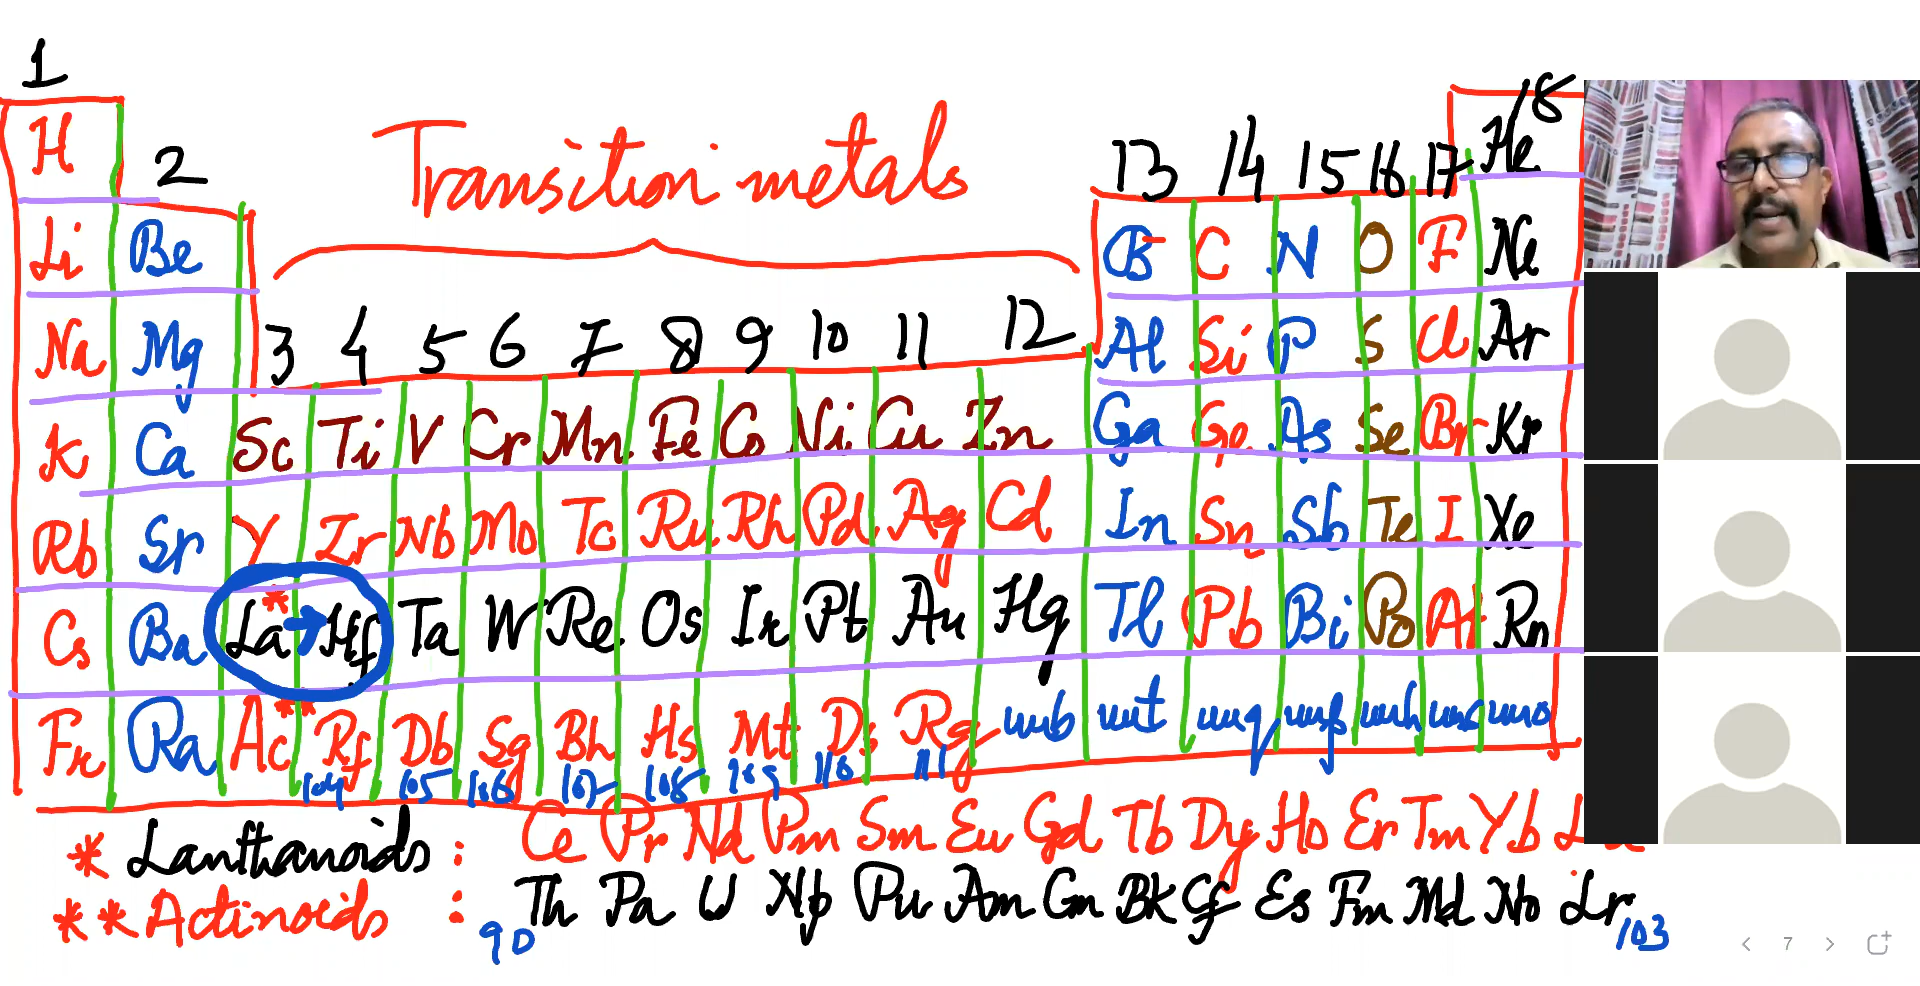 1 18
H He
2 Transition metals 13 14 15 16 17
Li Be B C N O F Ne
3 4 5 6 7 8 9 10 11 12
Na Mg Al Si P S Cl Ar
K Ca Sc Ti V Cr Mn Fe Co Ni Cu Zn Ga Ge As Se Br Kr
Rb Sr Y Zr Nb Mo Tc Ru Rh Pd Ag Cd In Sn Sb Te I Xe
Cs Ba La* → Hf Ta W Re Os Ir Pt Au Hg Tl Pb Bi Po At Rn
Fr Ra Ac** Rf Db Sg Bh Hs Mt Ds Rg uub uut uuq uup uuh uus uuo
104 105 106 107 108 109 110 111
* Lanthanoids : Ce Pr Nd Pm Sm Eu Gd Tb Dy Ho Er Tm Yb
** Actinoids : Th Pa U Np Pu Am Cm Bk Cf Es Fm Md No Lr
90 103
7